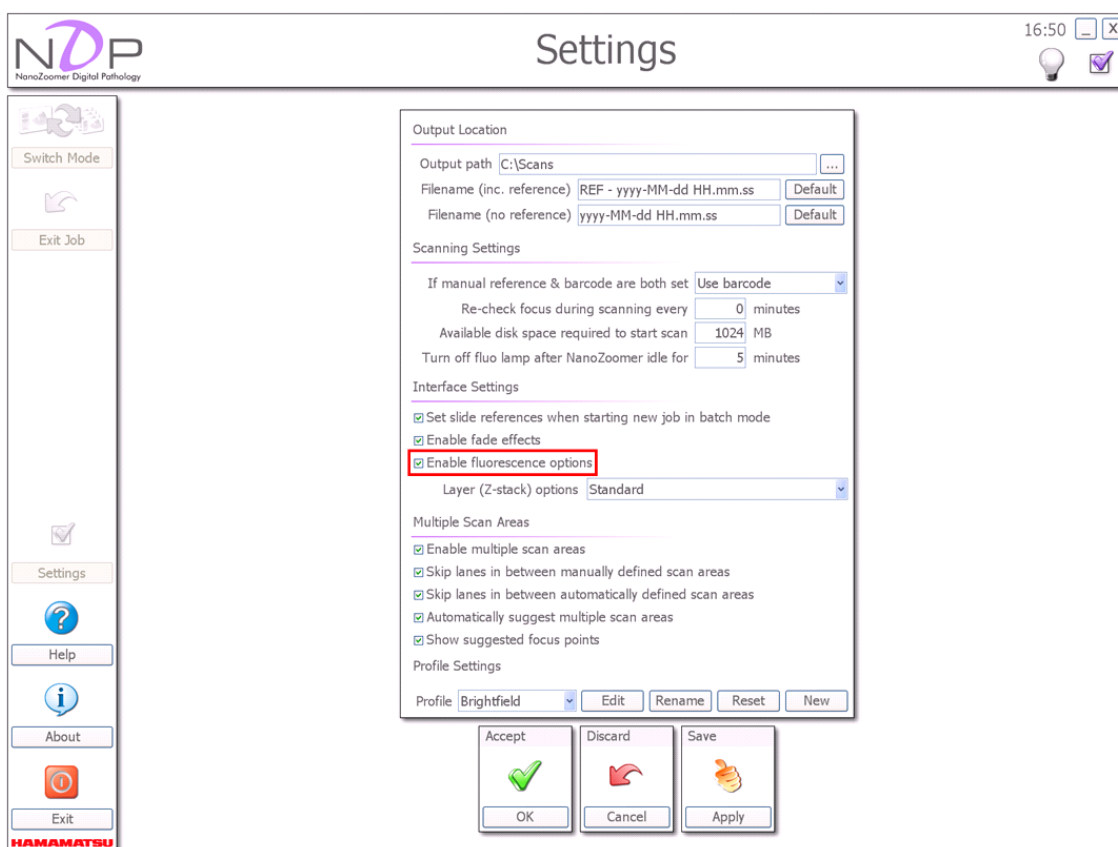 NDP
NanoZoomer Digital Pathology
Settings
16:50
Switch Mode
Exit Job
Settings
Help
About
Exit
HAMAMATSU
Output Location
Output path C:\Scans ...
Filename (inc. reference) REF - yyyy-MM-dd HH.mm.ss Default
Filename (no reference) yyyy-MM-dd HH.mm.ss Default
Scanning Settings
If manual reference & barcode are both set Use barcode
Re-check focus during scanning every 0 minutes
Available disk space required to start scan 1024 MB
Turn off fluo lamp after NanoZoomer idle for 5 minutes
Interface Settings
Set slide references when starting new job in batch mode
Enable fade effects
Enable fluorescence options
Layer (Z-stack) options Standard
Multiple Scan Areas
Enable multiple scan areas
Skip lanes in between manually defined scan areas
Skip lanes in between automatically defined scan areas
Automatically suggest multiple scan areas
Show suggested focus points
Profile Settings
Profile Brightfield Edit Rename Reset New
Accept Discard Save
OK Cancel Apply